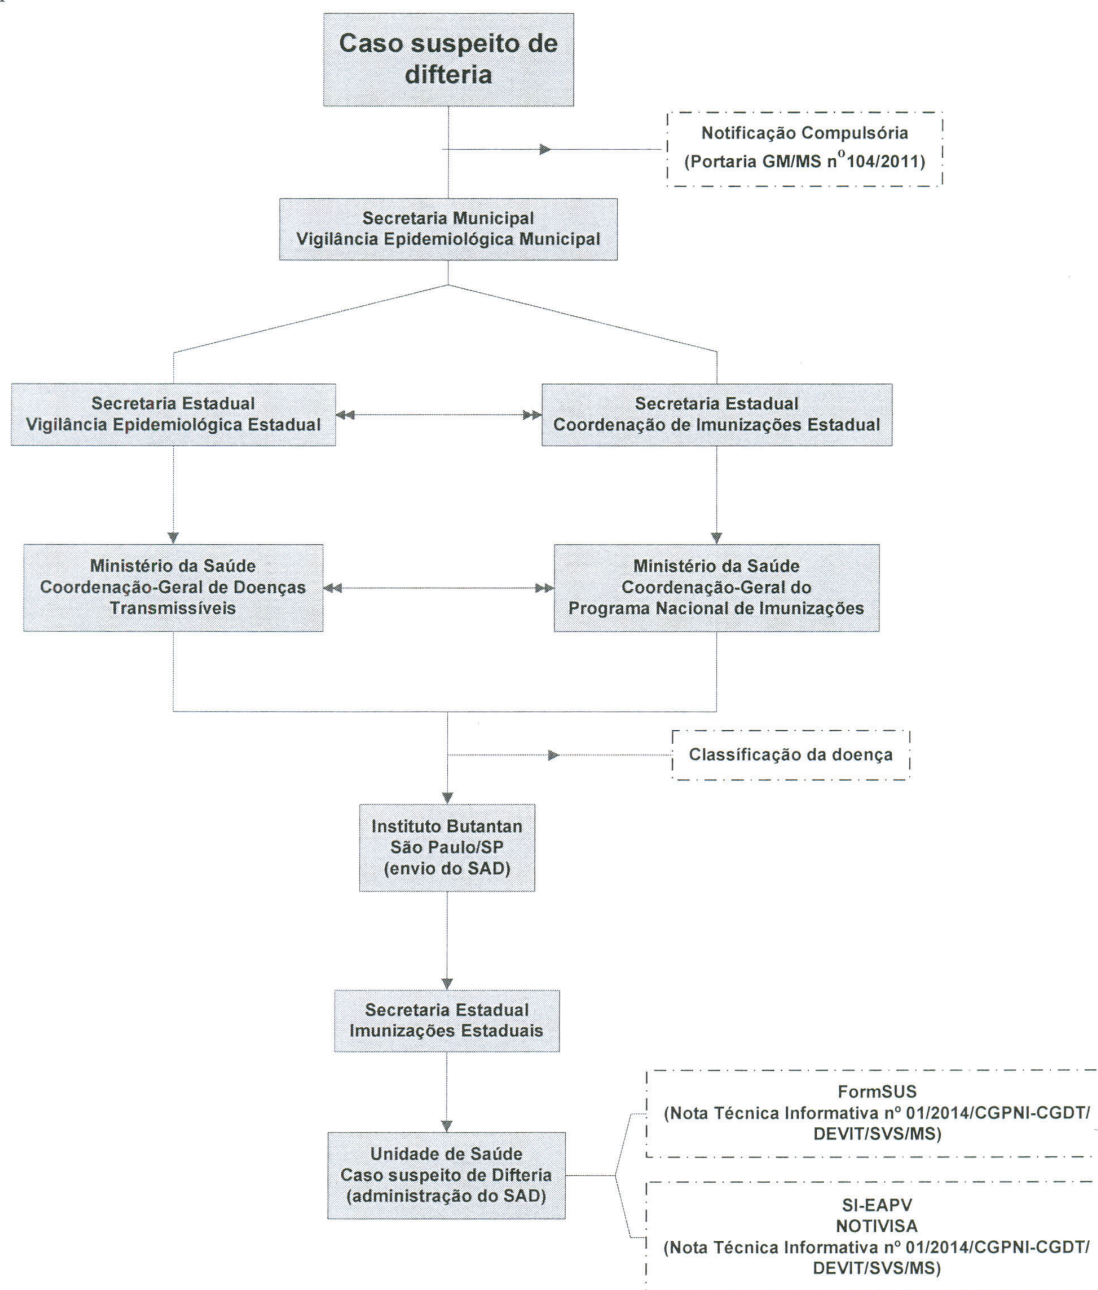 Caso suspeito de
difteria
Notificação Compulsória
(Portaria GM/MS nº104/2011)
Secretaria Municipal
Vigilância Epidemiológica Municipal
Secretaria Estadual
Vigilância Epidemiológica Estadual
Secretaria Estadual
Coordenação de Imunizações Estadual
Ministério da Saúde
Coordenação-Geral de Doenças
Transmissíveis
Ministério da Saúde
Coordenação-Geral do
Programa Nacional de Imunizações
Classificação da doença
Instituto Butantan
São Paulo/SP
(envio do SAD)
Secretaria Estadual
Imunizações Estaduais
Unidade de Saúde
Caso suspeito de Difteria
(administração do SAD)
FormSUS
(Nota Técnica Informativa nº 01/2014/CGPNI-CGDT/
DEVIT/SVS/MS)
SI-EAPV
NOTIVISA
(Nota Técnica Informativa nº 01/2014/CGPNI-CGDT/
DEVIT/SVS/MS)